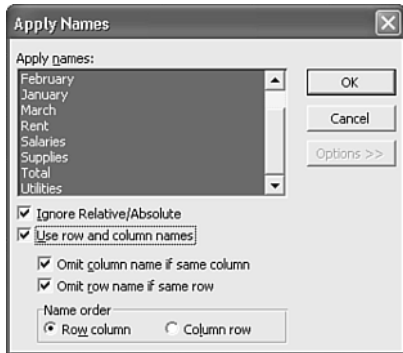 Apply Names
Apply names:
February
January
March
Rent
Salaries
Supplies
Total
Utilities
OK
Cancel
Options >>
Ignore Relative/Absolute
Use row and column names
Omit column name if same column
Omit row name if same row
Name order
Row column
Column row